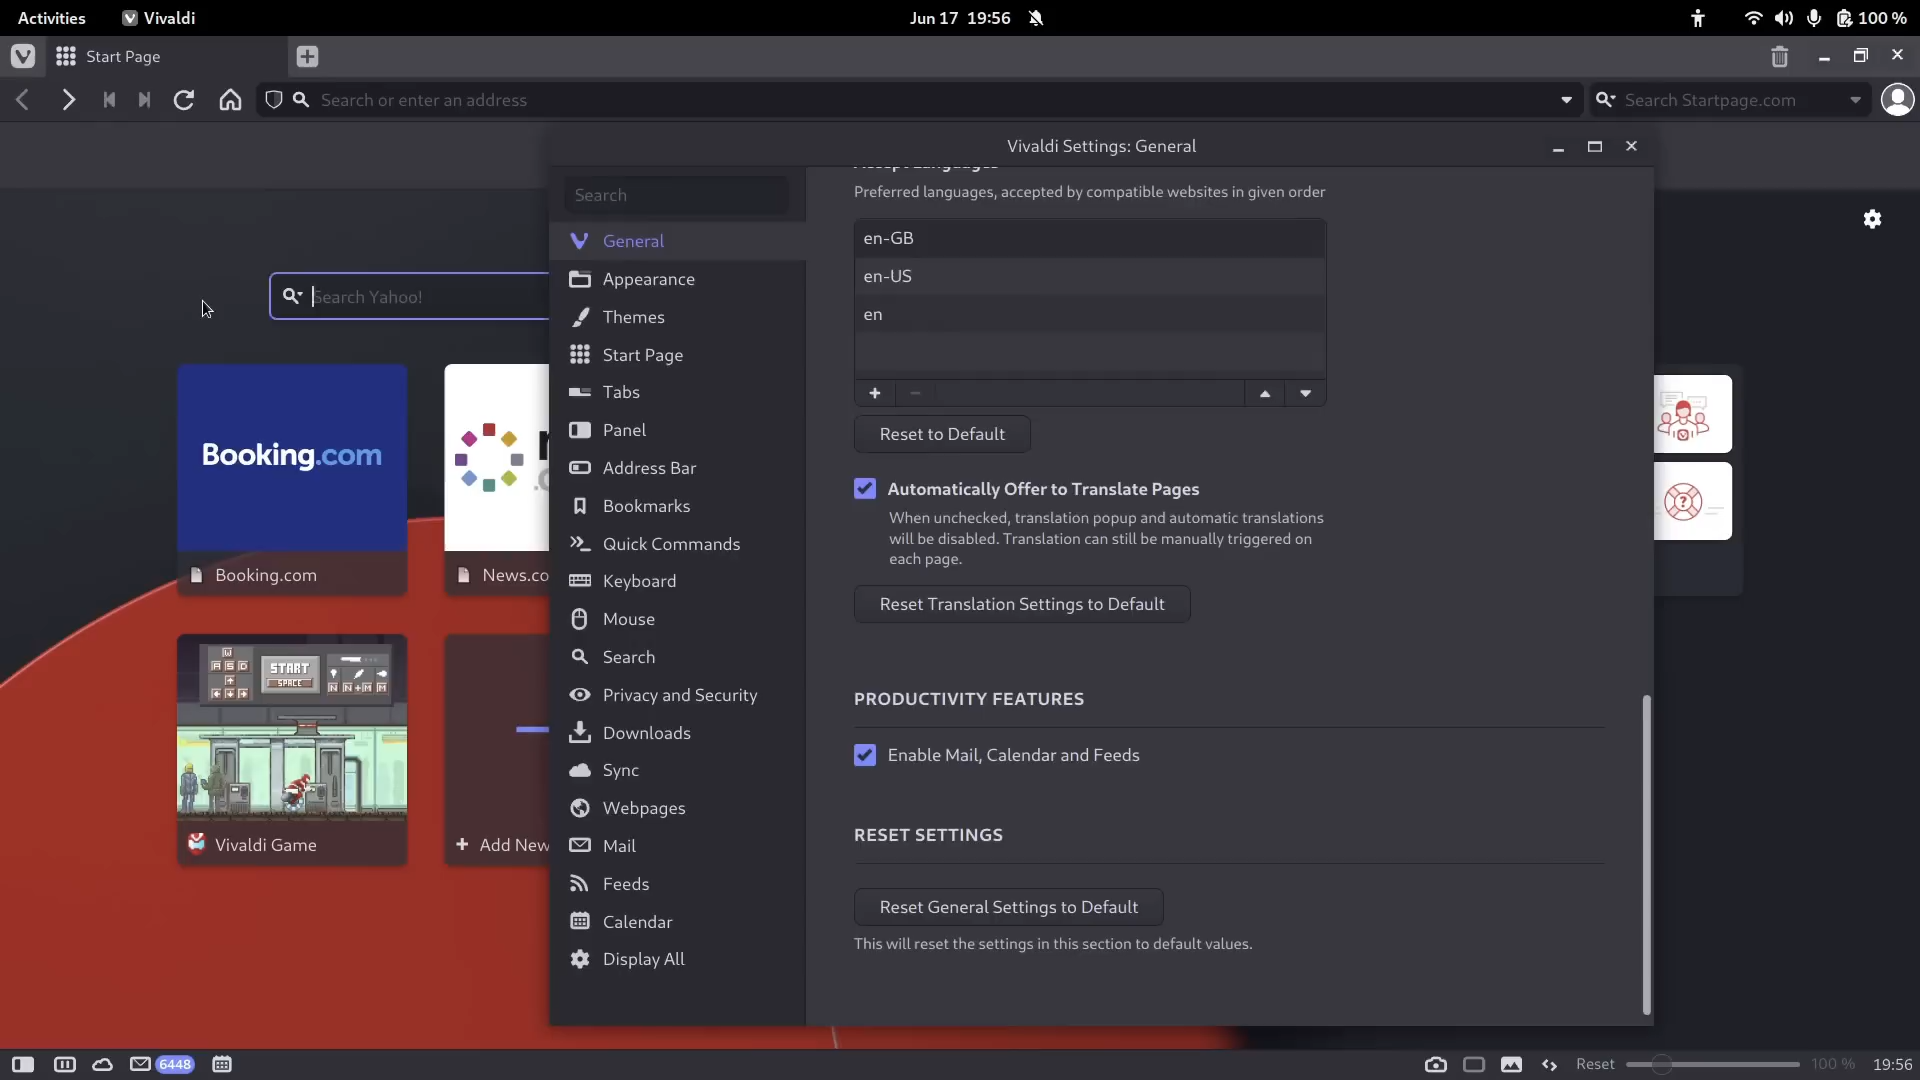 Activities
Vivaldi
Jun 17 19:56
100 %
Start Page
Search or enter an address
Search Startpage.com
Vivaldi Settings: General
Search
General
Appearance
Themes
Start Page
Tabs
Panel
Address Bar
Bookmarks
Quick Commands
Keyboard
Mouse
Search
Privacy and Security
Downloads
Sync
Webpages
Mail
Feeds
Calendar
Display All
Preferred languages, accepted by compatible websites in given order
en-GB
en-US
en
Reset to Default
Automatically Offer to Translate Pages
When unchecked, translation popup and automatic translations
will be disabled. Translation can still be manually triggered on
each page.
Reset Translation Settings to Default
PRODUCTIVITY FEATURES
Enable Mail, Calendar and Feeds
RESET SETTINGS
Reset General Settings to Default
This will reset the settings in this section to default values.
Search Yahoo!
Booking.com
Booking.com
News.co
START
SPACE
Vivaldi Game
Add New
6448
Reset
100 %
19:56